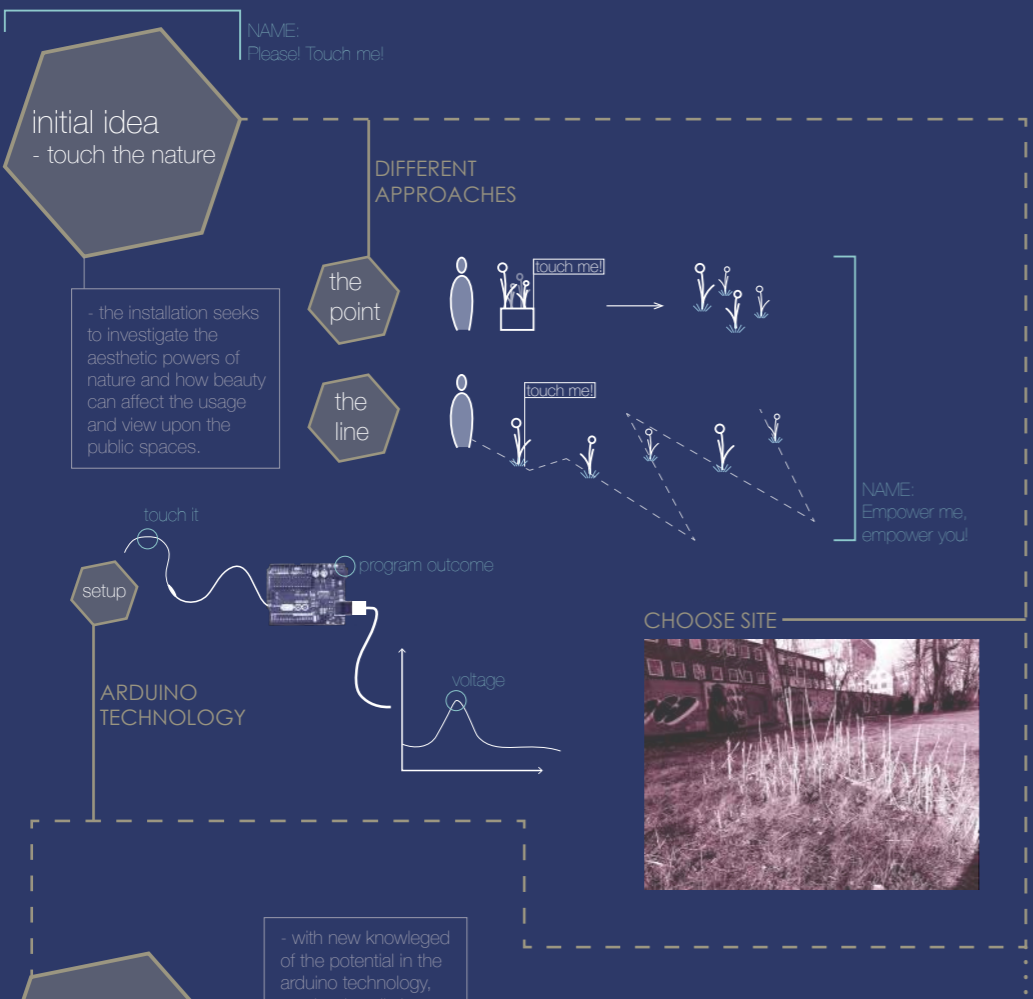 NAME:
Please! Touch me!
initial idea
- touch the nature
DIFFERENT
APPROACHES
- the installation seeks
to investigate the
aesthetic powers of
nature and how beauty
can affect the usage
and view upon the
public spaces.
the
point
touch me!
the
line
touch me!
NAME:
Empower me,
empower you!
touch it
setup
program outcome
voltage
ARDUINO
TECHNOLOGY
CHOOSE SITE
- with new knowleged
of the potential in the
arduino technology,